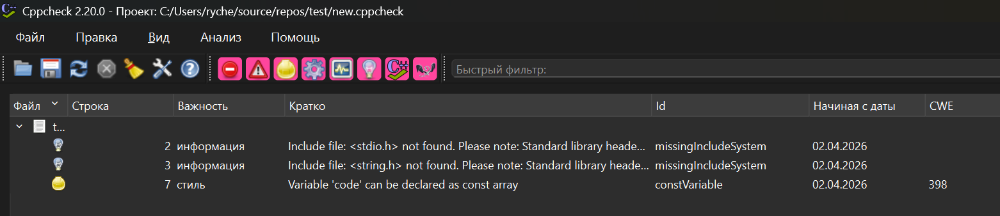 Cppcheck 2.20.0 - Проект: C:/Users/ryche/source/repos/test/new.cppcheck
Файл Правка Вид Анализ Помощь
Быстрый фильтр:
Файл Строка Важность Кратко Id Начиная с даты CWE
t...
2 информация Include file: <stdio.h> not found. Please note: Standard library heade... missingIncludeSystem 02.04.2026
3 информация Include file: <string.h> not found. Please note: Standard library heade... missingIncludeSystem 02.04.2026
7 стиль Variable 'code' can be declared as const array constVariable 02.04.2026 398